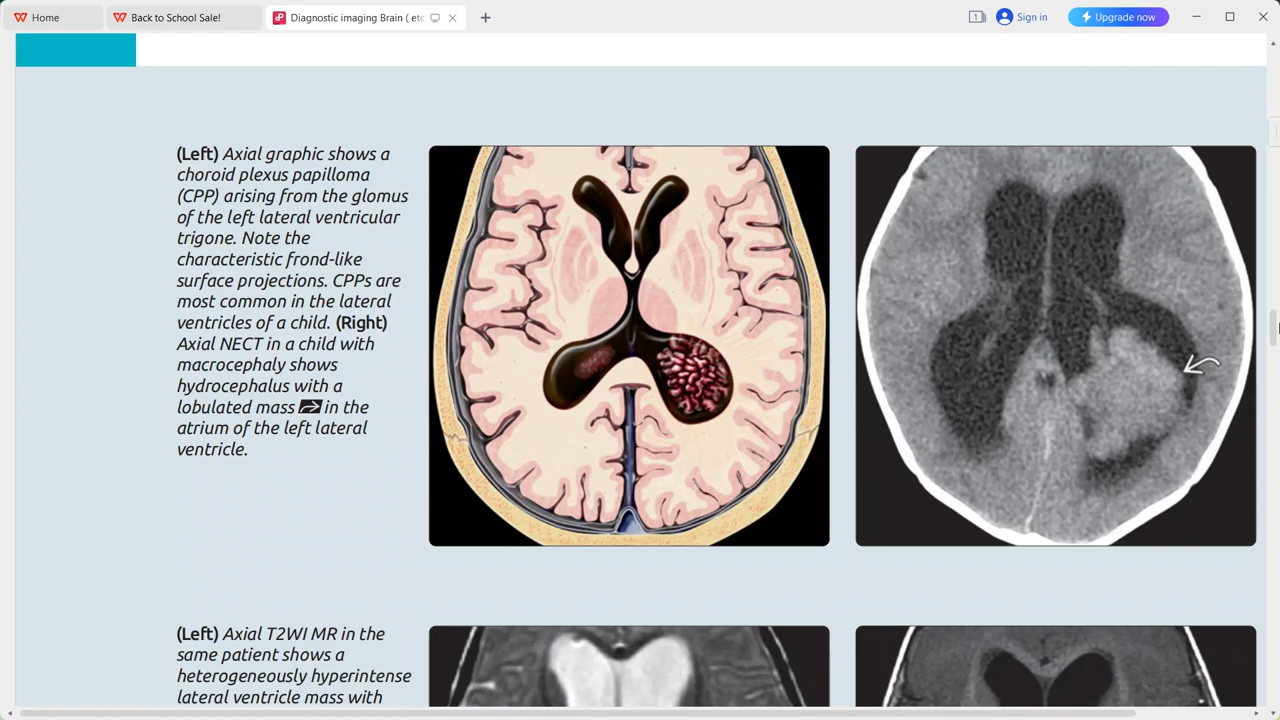 Home
Back to School Sale!
Diagnostic imaging Brain ( etc
1
Sign in
Upgrade now
(Left) Axial graphic shows a
choroid plexus papilloma
(CPP) arising from the glomus
of the left lateral ventricular
trigone. Note the
characteristic frond-like
surface projections. CPPs are
most common in the lateral
ventricles of a child. (Right)
Axial NECT in a child with
macrocephaly shows
hydrocephalus with a
lobulated mass in the
atrium of the left lateral
ventricle.
(Left) Axial T2WI MR in the
same patient shows a
heterogeneously hyperintense
lateral ventricle mass with